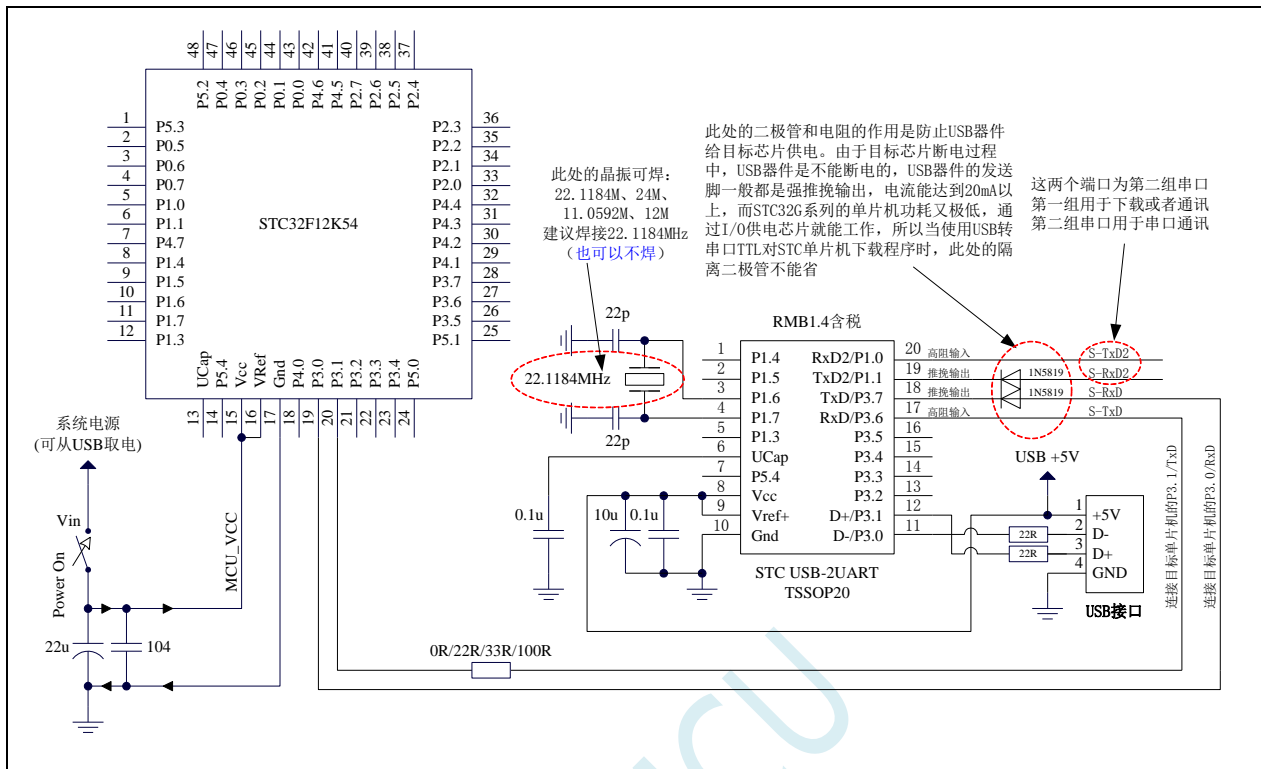 48
47
46
45
44
43
42
41
40
39
38
37
P5.2
P0.4
P0.3
P0.2
P0.1
P0.0
P4.6
P4.5
P2.7
P2.6
P2.5
P2.4
1
2
3
4
5
6
7
8
9
10
11
12
P5.3
P0.5
P0.6
P0.7
P1.0
P1.1
P4.7
P1.4
P1.5
P1.6
P1.7
P1.3
STC32F12K54
P2.3
P2.2
P2.1
P2.0
P4.4
P4.3
P4.2
P4.1
P3.7
P3.6
P3.5
P5.1
36
35
34
33
32
31
30
29
28
27
26
25
UCap
P5.4
Vcc
VRef
Gnd
P4.0
P3.0
P3.1
P3.2
P3.3
P3.4
P5.0
13
14
15
16
17
18
19
20
21
22
23
24
此处的晶振可焊:
22.1184M、24M、
11.0592M、12M
建议焊接22.1184MHz
(也可以不焊)
此处的二极管和电阻的作用是防止USB器件
给目标芯片供电。由于目标芯片断电过程
中，USB器件是不能断电的，USB器件的发送
脚一般都是强推挽输出，电流能达到20mA以
上，而STC32G系列的单片机功耗又极低，通
过I/O供电芯片就能工作，所以当使用USB转
串口TTL对STC单片机下载程序时，此处的隔
离二极管不能省
这两个端口为第二组串口
第一组用于下载或者通讯
第二组串口用于串口通讯
22p
22.1184MHz
22p
RMB1.4含税
1
2
3
4
5
6
7
8
9
10
P1.4
P1.5
P1.6
P1.7
P1.3
UCap
P5.4
Vcc
Vref+
Gnd
RxD2/P1.0
TxD2/P1.1
TxD/P3.7
RxD/P3.6
P3.5
P3.4
P3.3
P3.2
D+/P3.1
D-/P3.0
20
19
18
17
16
15
14
13
12
11
高阻输入
推挽输出
推挽输出
高阻输入
1N5819
1N5819
S-TxD2
S-RxD2
S-RxD
S-TxD
STC USB-2UART
TSSOP20
0.1u
10u
0.1u
USB +5V
22R
22R
1
2
3
4
+5V
D-
D+
GND
USB接口
连接目标单片机的P3.1/TxD
连接目标单片机的P3.0/RxD
系统电源
(可从USB取电)
Vin
Power On
MCU_VCC
22u
104
0R/22R/33R/100R
MCU